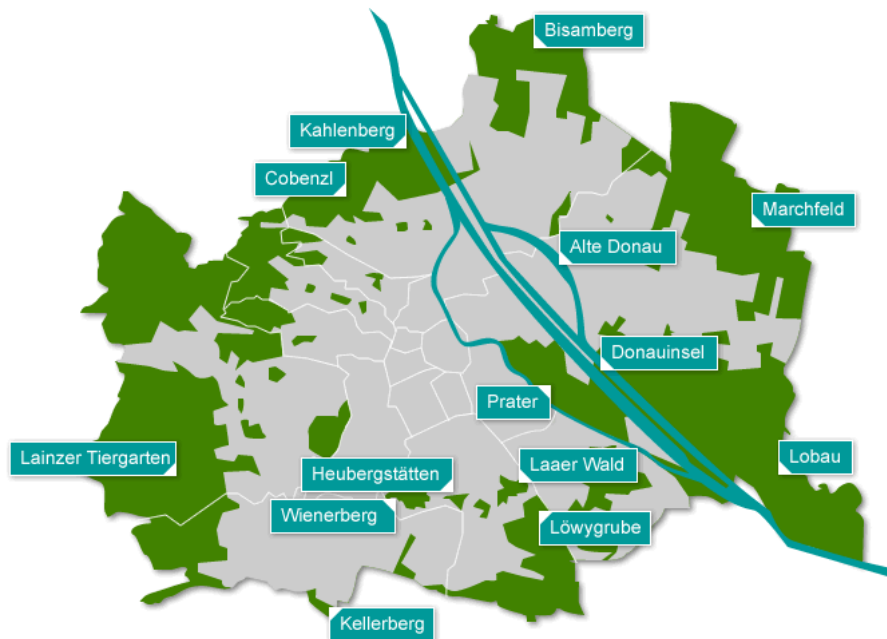 Bisamberg
Kahlenberg
Cobenzl
Marchfeld
Alte Donau
Donauinsel
Prater
Lainzer Tiergarten
Heubergstätten
Laaer Wald
Lobau
Wienerberg
Löwygrube
Kellerberg